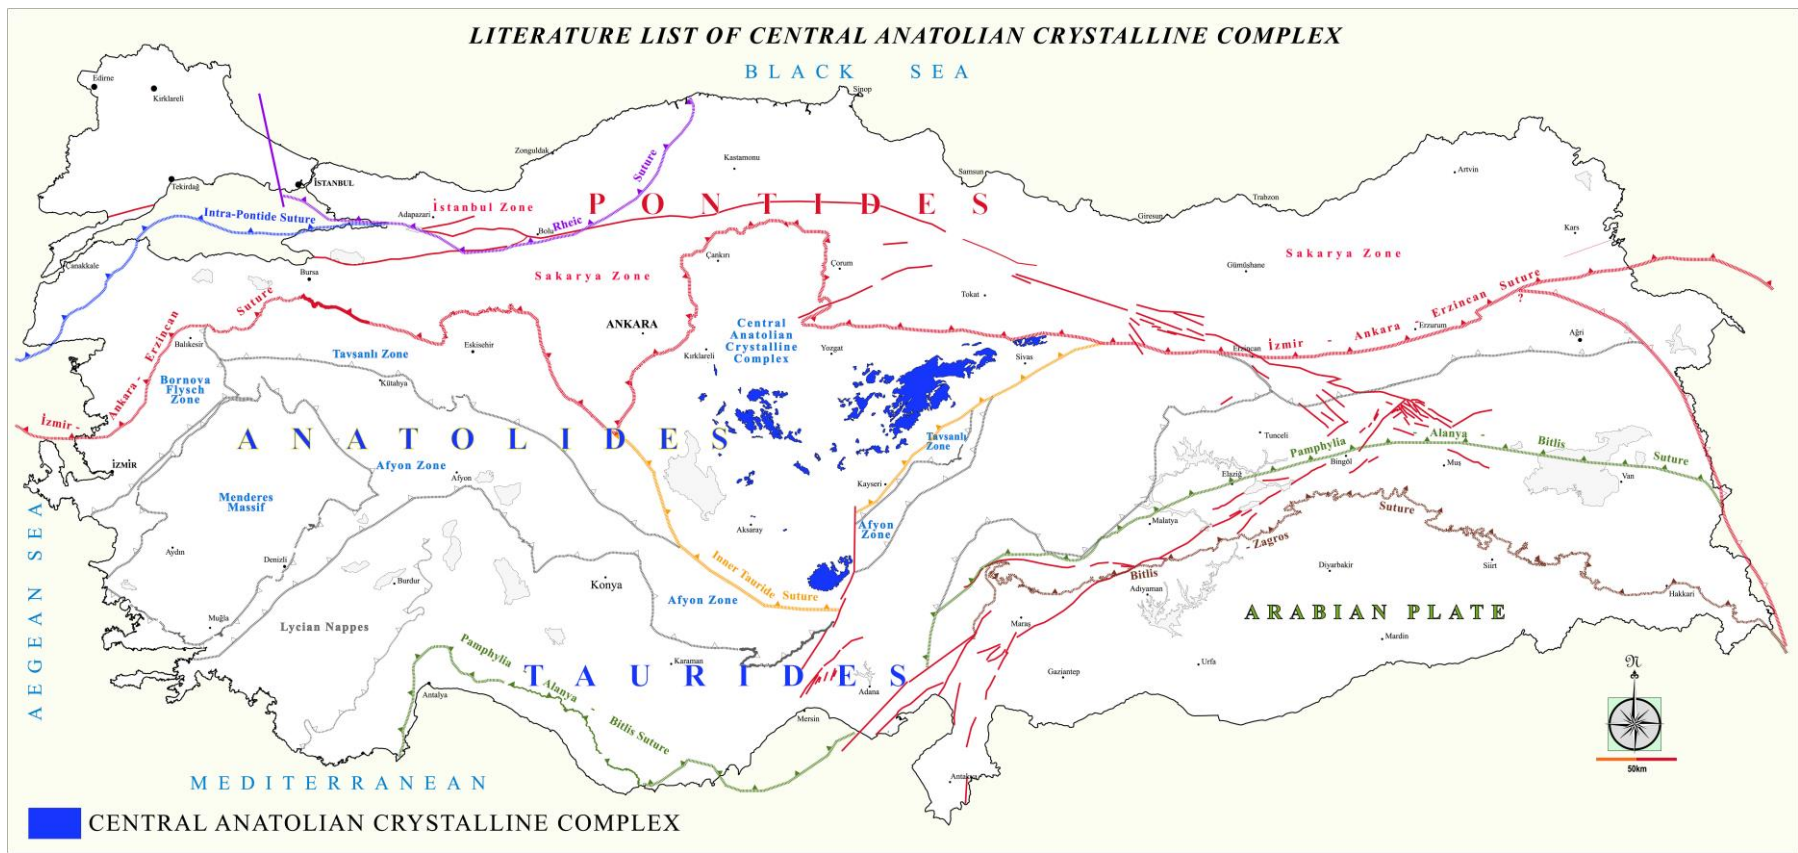 LITERATURE LIST OF CENTRAL ANATOLIAN CRYSTALLINE COMPLEX
BLACK SEA
Edirne
Kirklareli
Sinop
Zonguldak
Kastamonu
Tekirdağ
İSTANBUL
Suture
Samsun
Artvin
Trabzon
Giresun
Intra-Pontide Suture
Adapazari
İstanbul Zone
PONTIDES
Bolu
Rheic
Kars
Çanakkale
Bursa
Sakarya Zone
Çankırı
Çorum
Gümüşhane
Sakarya Zone
Tokat
Erzincan Suture
?
Suture
ANKARA
Central
Anatolian
Crystalline
Complex
Erzurum
Ağri
İzmir - Ankara -
Erzincan
Balıkesir
Ankara - Erzincan
Eskisehir
Tavsanlı Zone
Kırklareli
Yozgat
Sivas
Kütahya
Bornova
Flysch
Zone
İzmir -
ANATOLIDES
Tavsanlı
Zone
Tunceli
Pamphylia
Alanya -
Bitlis
Suture
İZMİR
Afyon Zone
Afyon
Kayseri
Elazığ
Bingöl
Muş
Van
Menderes
Massif
Aksaray
Afyon
Zone
Malatya
Suture
- Zagros
Aydın
Denizli
Burdur
Konya
Inner Tauride Suture
Bitlis
Adıyaman
Diyarbakir
Siirt
Hakkari
Afyon Zone
Muğla
Lycian Nappes
Maraş
ARABIAN PLATE
Mardin
Pamphylia
Karaman
TAURIDES
Adana
Gaziantep
Urfa
Antalya
Alanya -
Mersin
Bitlis Suture
AEGEAN SEA
MEDITERRANEAN
Antakya
N
50km
CENTRAL ANATOLIAN CRYSTALLINE COMPLEX